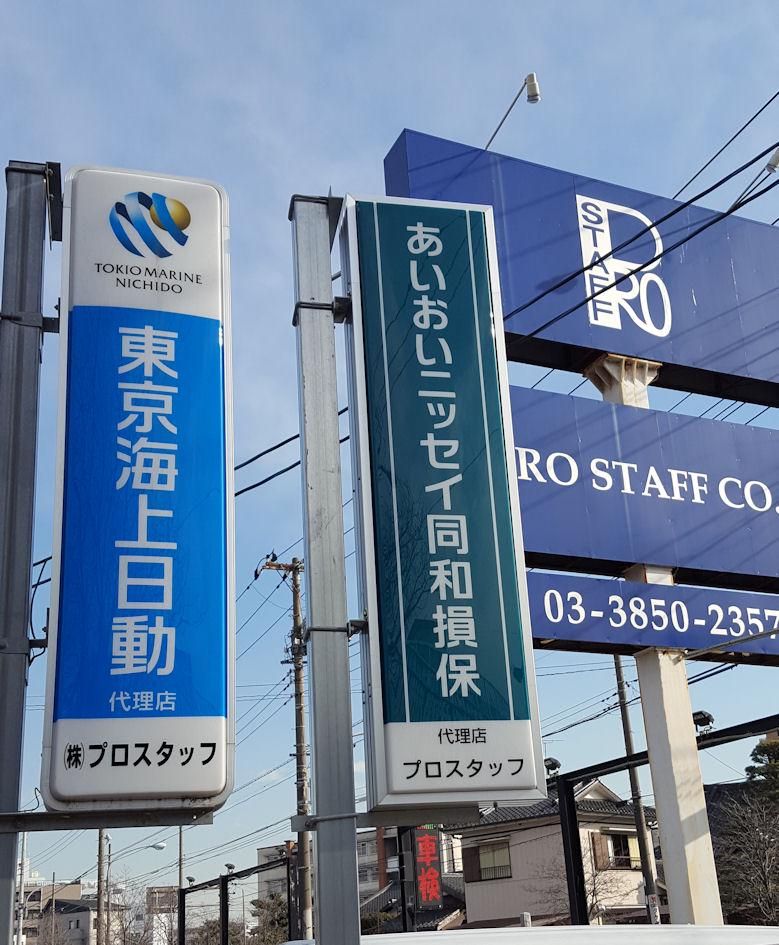 TOKIO MARINE
NICHIDO
東京海上日動
代理店
㈱プロスタッフ
あいおいニッセイ同和損保
代理店
プロスタッフ
STAFF
PRO
RO STAFF CO.
03-3850-2357
車検